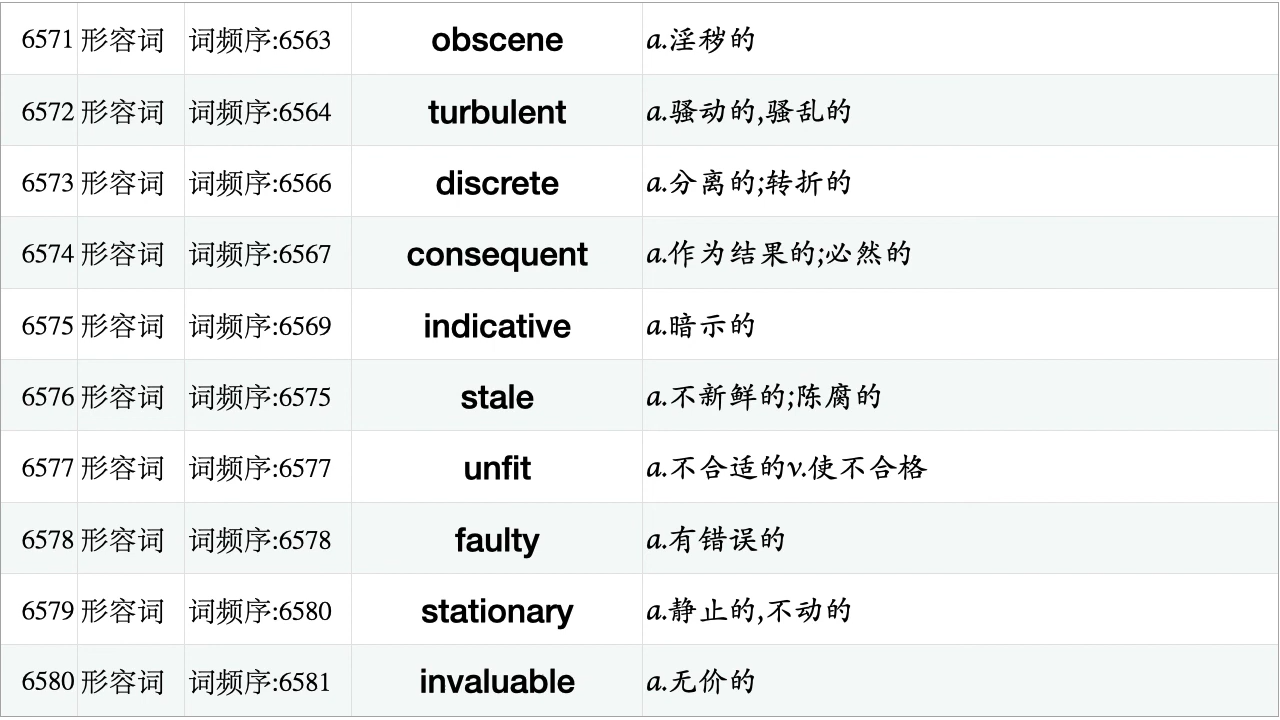 6571 形容词 词频序:6563 obscene a.淫秽的
6572 形容词 词频序:6564 turbulent a.骚动的,骚乱的
6573 形容词 词频序:6566 discrete a.分离的;转折的
6574 形容词 词频序:6567 consequent a.作为结果的;必然的
6575 形容词 词频序:6569 indicative a.暗示的
6576 形容词 词频序:6575 stale a.不新鲜的;陈腐的
6577 形容词 词频序:6577 unfit a.不合适的v.使不合格
6578 形容词 词频序:6578 faulty a.有错误的
6579 形容词 词频序:6580 stationary a.静止的,不动的
6580 形容词 词频序:6581 invaluable a.无价的